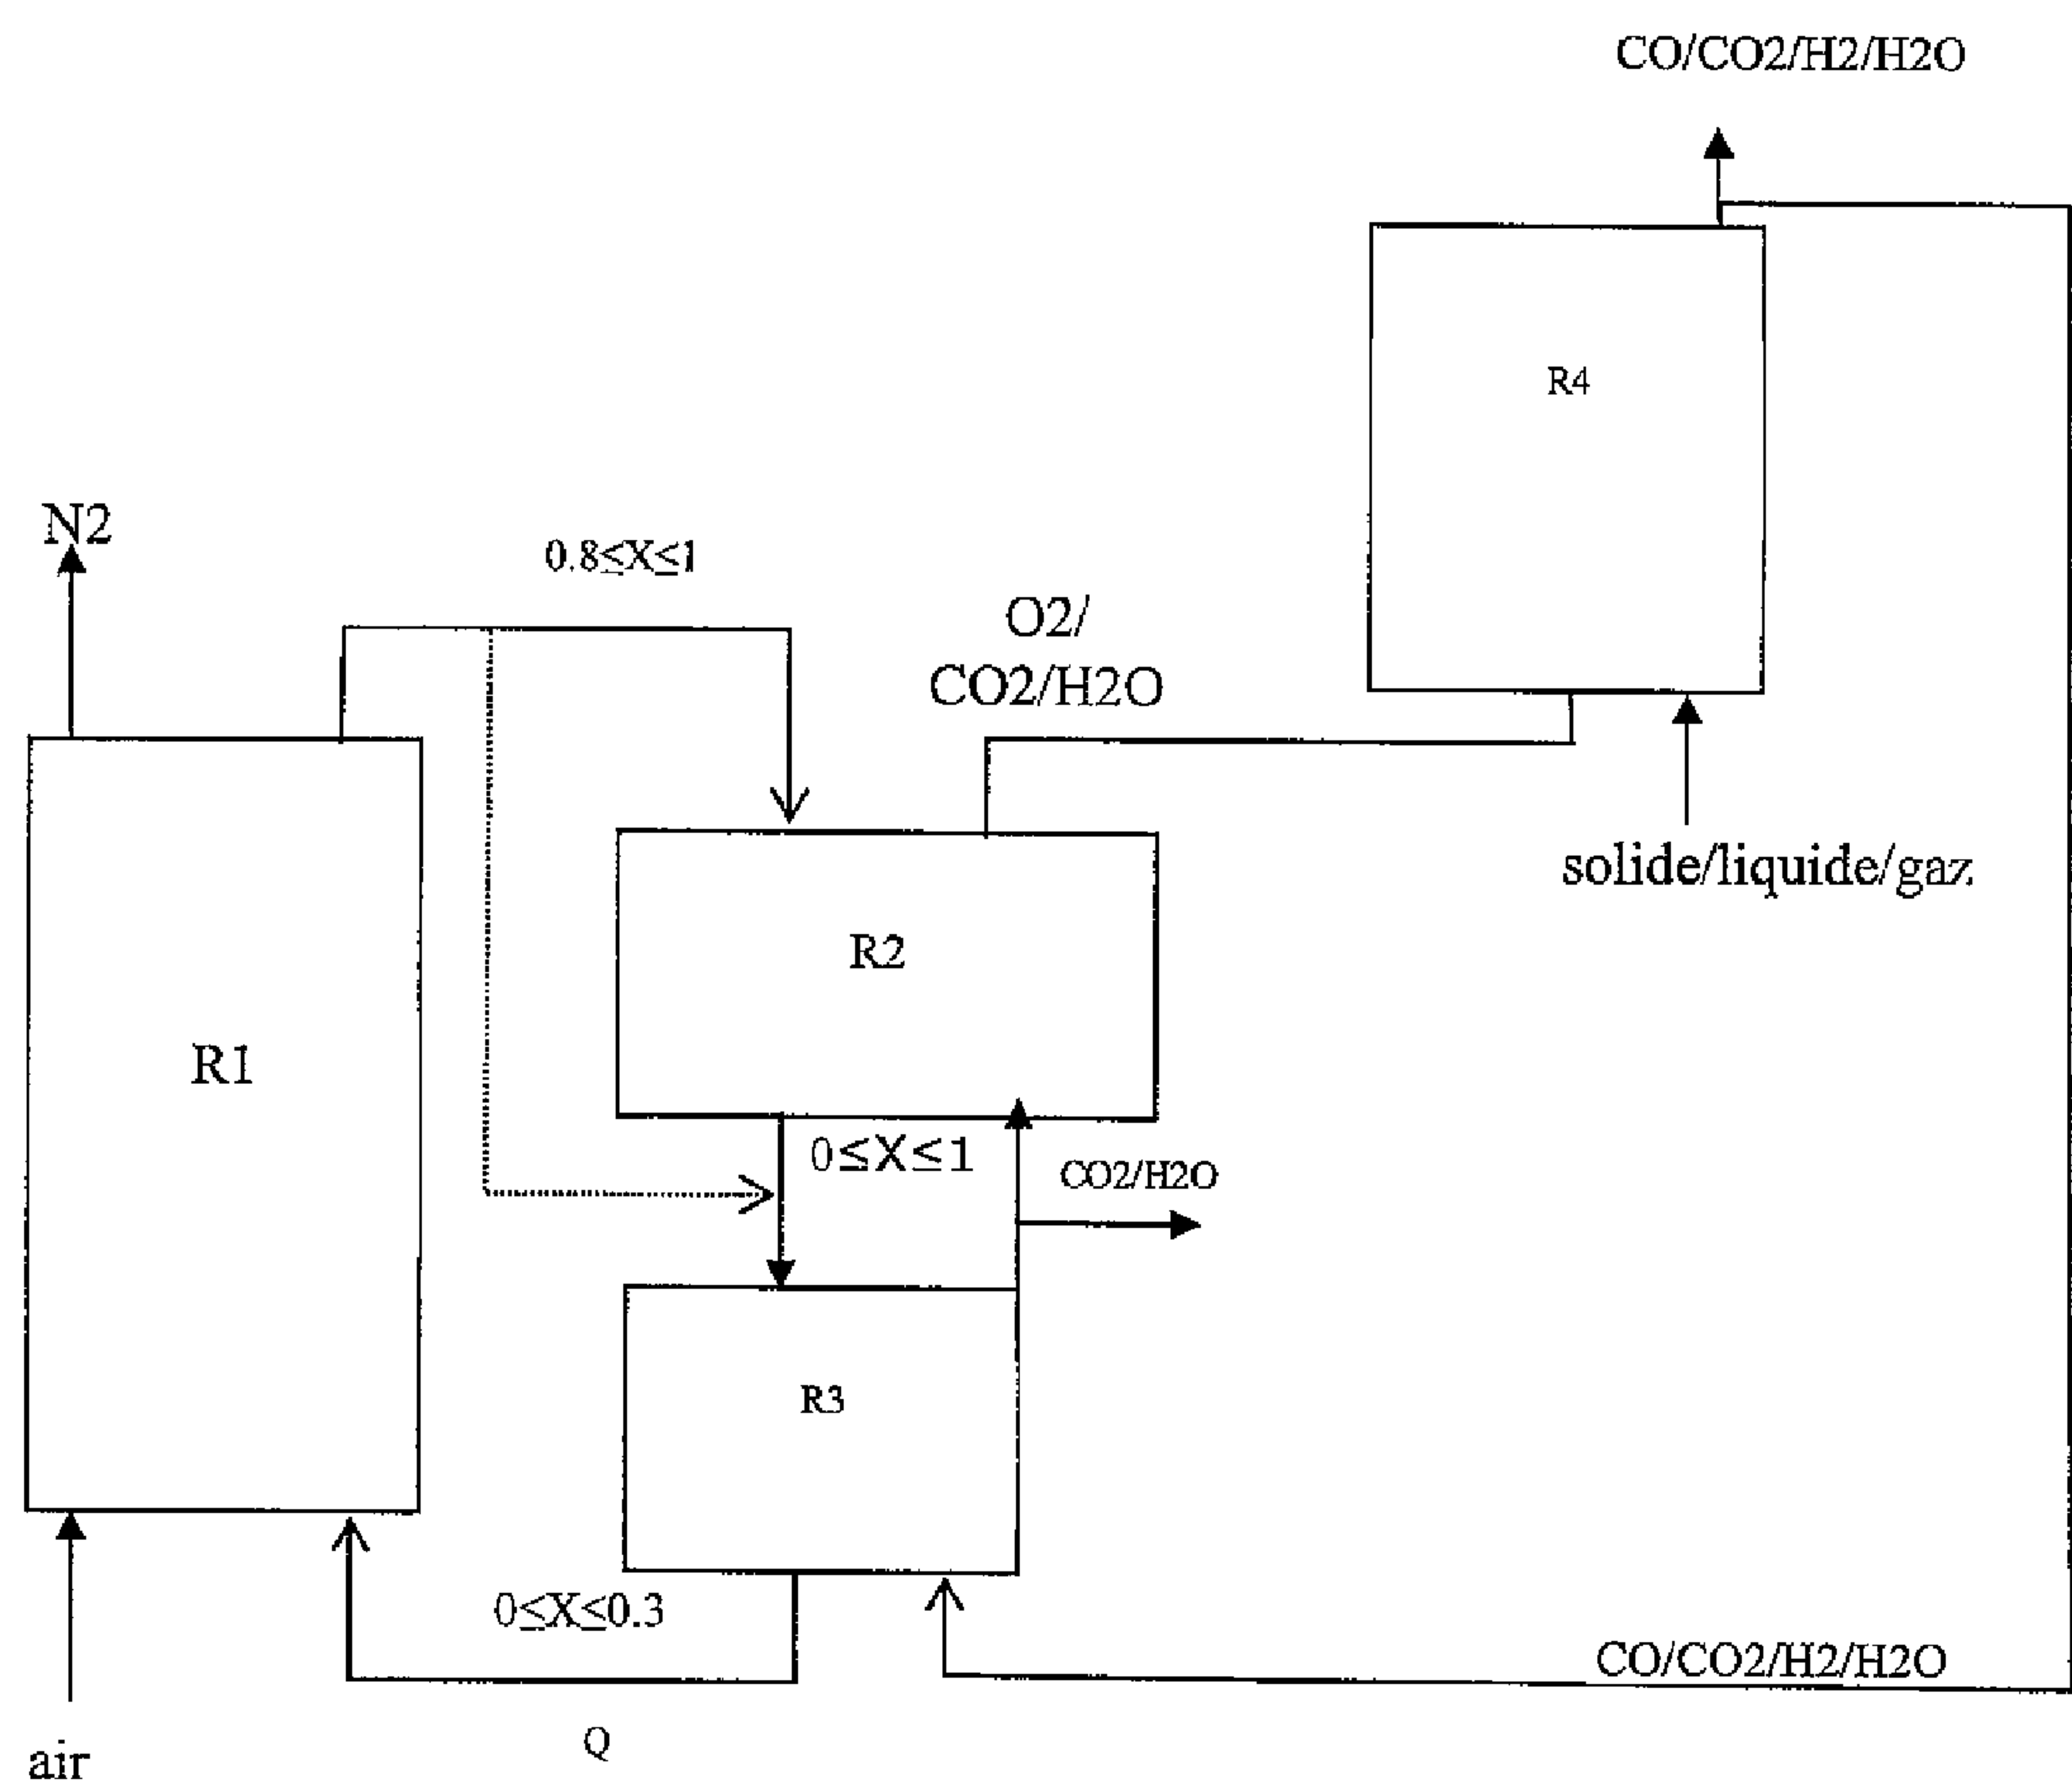 CO/CO2/H2/H2O
R4
N2
0.8≤X≤1
O2/
CO2/H2O
solide/liquide/gaz
R2
R1
0≤X≤1
CO2/H2O
R3
0≤X≤0.3
CO/CO2/H2/H2O
Q
air